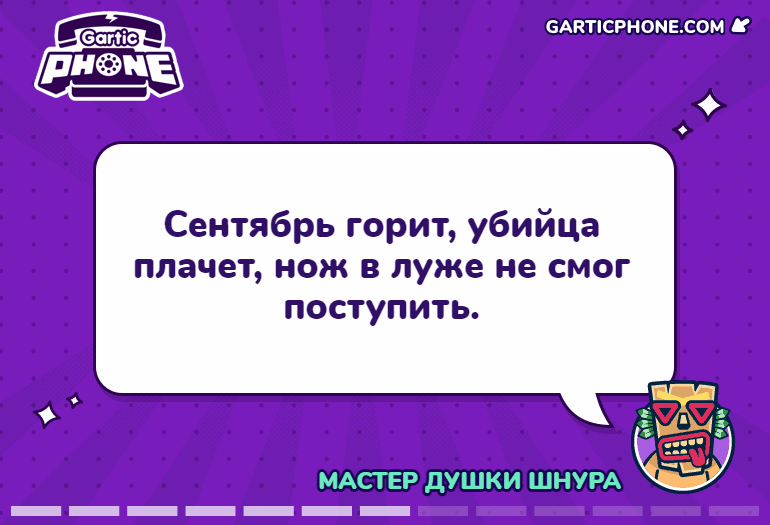 Gartic
PHONE
GARTICPHONE.COM
Сентябрь горит, убийца
плачет, нож в луже не смог
поступить.
МАСТЕР ДУШКИ ШНУРА